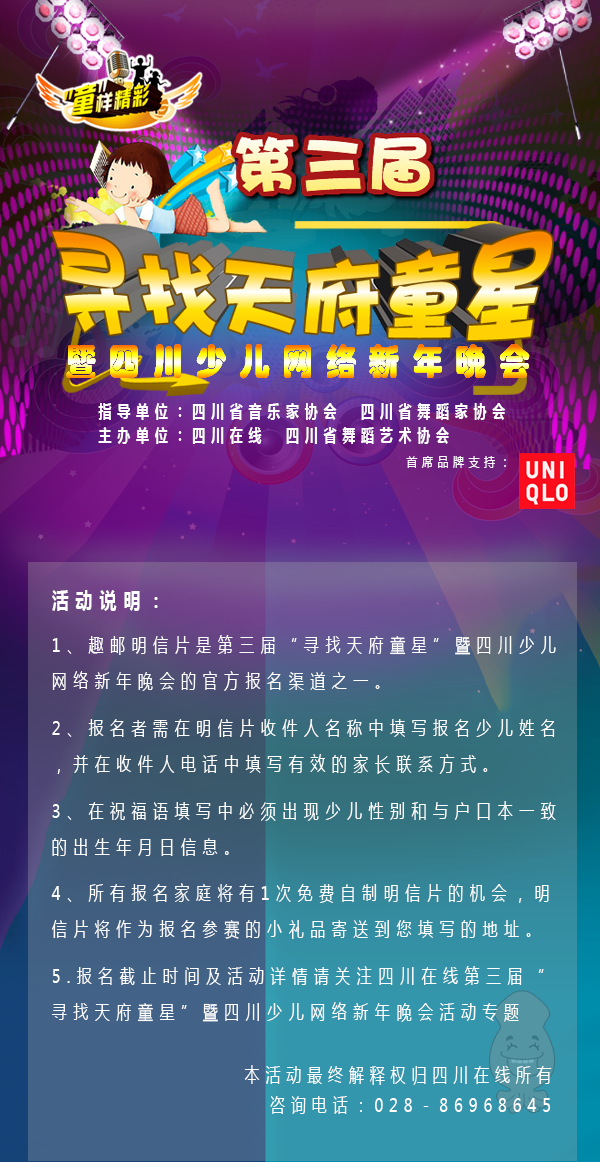 “童”样精彩
第三届
寻找天府童星
暨四川少儿网络新年晚会
指导单位：四川省音乐家协会 四川省舞蹈家协会
主办单位：四川在线 四川省舞蹈艺术协会
首席品牌支持：
UNI
QLO
活动说明：
1、趣邮明信片是第三届“寻找天府童星”暨四川少儿
网络新年晚会的官方报名渠道之一。
2、报名者需在明信片收件人名称中填写报名少儿姓名
，并在收件人电话中填写有效的家长联系方式。
3、在祝福语填写中必须出现少儿性别和与户口本一致
的出生年月日信息。
4、所有报名家庭将有1次免费自制明信片的机会，明
信片将作为报名参赛的小礼品寄送到您填写的地址。
5.报名截止时间及活动详情请关注四川在线第三届“
寻找天府童星”暨四川少儿网络新年晚会活动专题
本活动最终解释权归四川在线所有
咨询电话：028-86968645